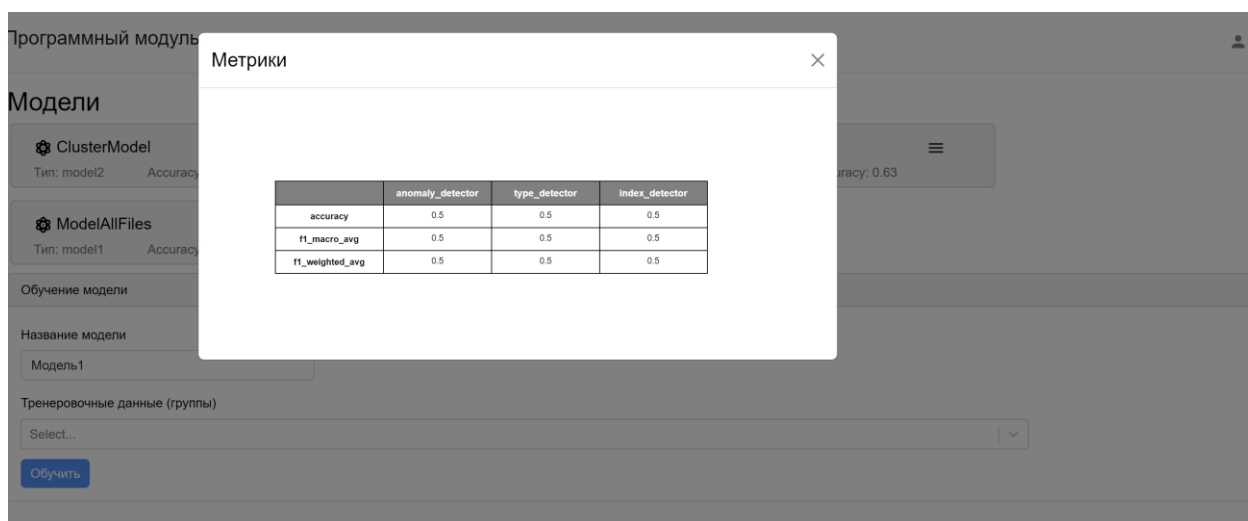 Программный модуль
Метрики
Модели
ClusterModel
Тип: model2 Accuracy
uracy: 0.63
anomaly_detector type_detector index_detector
accuracy 0.5 0.5 0.5
f1_macro_avg 0.5 0.5 0.5
f1_weighted_avg 0.5 0.5 0.5
ModelAllFiles
Тип: model1 Accuracy
Обучение модели
Название модели
Модель1
Тренеровочные данные (группы)
Select...
Обучить